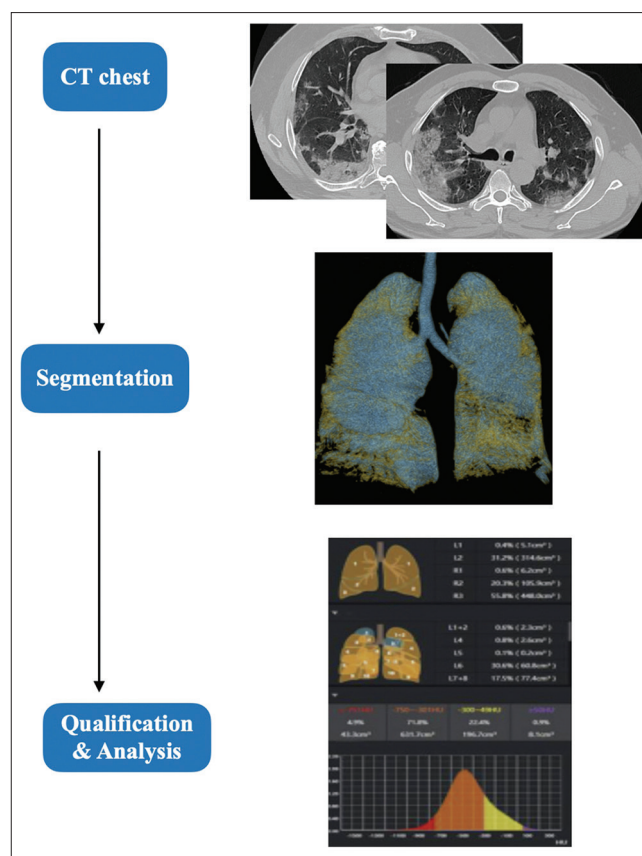 CT chest
Segmentation
L1 0.4% ( 5.1cm³ )
L2 31.2% ( 314.6cm³ )
R1 0.6% ( 6.2cm³ )
R2 20.3% ( 105.9cm³ )
R3 55.8% ( 448.0cm³ )
L1+2 0.6% ( 2.3cm³ )
L4 0.8% ( 2.6cm³ )
L5 0.1% ( 0.2cm³ )
L6 30.6% ( 60.8cm³ )
L7+8 17.5% ( 77.4cm³ )
Qualification
& Analysis
4.9% 71.8% 22.4% 0.9%
43.3cm³ 631.7cm³ 196.7cm³ 8.1cm³
HU